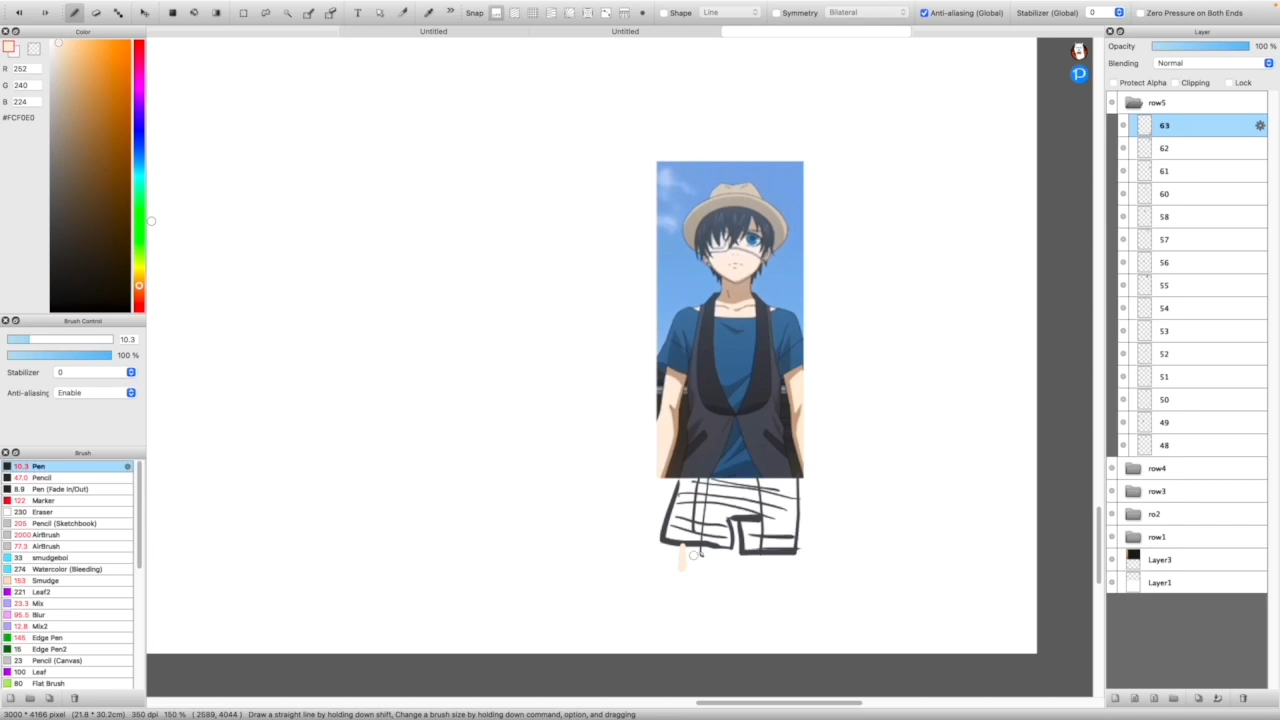 Snap
Shape
Line
Symmetry
Bilateral
Anti-aliasing (Global)
Stabilizer (Global)
0
Zero Pressure on Both Ends
Color
Untitled
Untitled
Layer
R 252
G 240
B 224
#FCF0E0
Opacity
100 %
Blending
Normal
Protect Alpha
Clipping
Lock
row5
63
62
61
60
58
57
56
55
54
53
52
51
50
49
48
row4
row3
ro2
row1
Layer3
Layer1
Brush Control
10.3
100 %
Stabilizer
0
Anti-aliasing
Enable
Brush
10.3 Pen
47.0 Pencil
8.9 Pen (Fade In/Out)
122 Marker
230 Eraser
205 Pencil (Sketchbook)
2000 AirBrush
77.3 AirBrush
33 smudgeboi
274 Watercolor (Bleeding)
153 Smudge
221 Leaf2
23.3 Mix
95.5 Blur
12.8 Mix2
145 Edge Pen
15 Edge Pen2
23 Pencil (Canvas)
100 Leaf
80 Flat Brush
3000 * 4166 pixel (21.8 * 30.2cm) 350 dpi 150 % ( 2589, 4044 ) Draw a straight line by holding down shift, Change a brush size by holding down command, option, and dragging